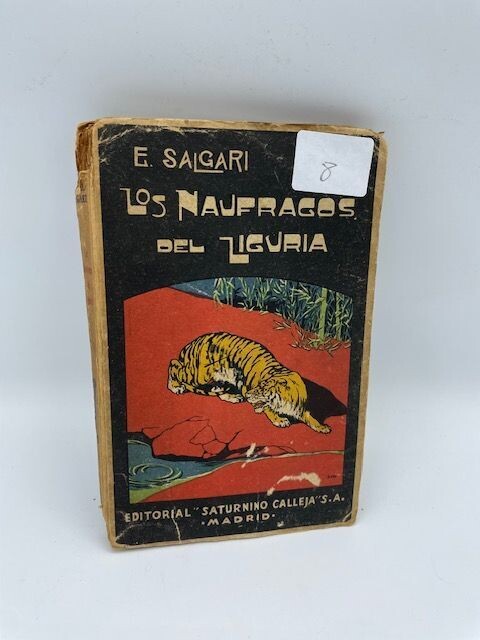 E. SALGARI
8
LOS NAUFRAGOS
DEL LIGURIA
EDITORIAL "SATURNINO CALLEJA" S.A.
·MADRID·